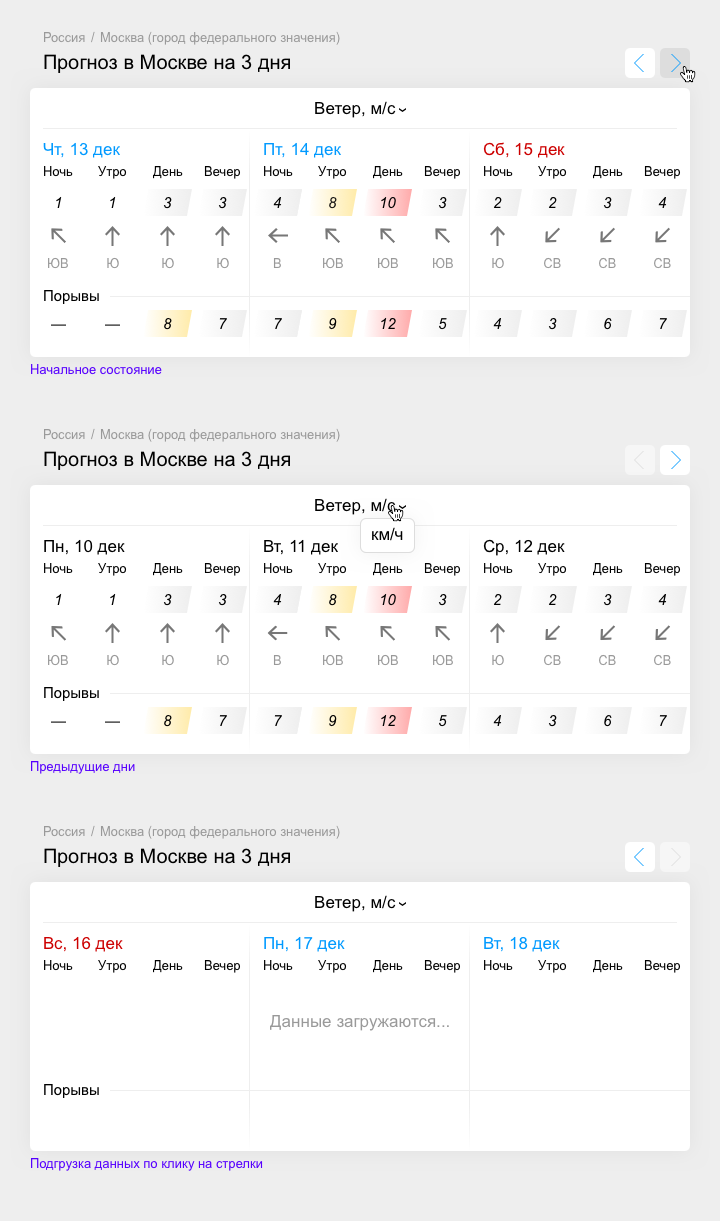 Россия / Москва (город федерального значения)
Прогноз в Москве на 3 дня
Ветер, м/с
Чт, 13 дек Пт, 14 дек Сб, 15 дек
Ночь Утро День Вечер Ночь Утро День Вечер Ночь Утро День Вечер
1 1 3 3 4 8 10 3 2 2 3 4
ЮВ Ю Ю Ю В ЮВ ЮВ ЮВ Ю СВ СВ СВ
Порывы
— — 8 7 7 9 12 5 4 3 6 7
Начальное состояние
Россия / Москва (город федерального значения)
Прогноз в Москве на 3 дня
Ветер, м/с
км/ч
Пн, 10 дек Вт, 11 дек Ср, 12 дек
Ночь Утро День Вечер Ночь Утро День Вечер Ночь Утро День Вечер
1 1 3 3 4 8 10 3 2 2 3 4
ЮВ Ю Ю Ю В ЮВ ЮВ ЮВ Ю СВ СВ СВ
Порывы
— — 8 7 7 9 12 5 4 3 6 7
Предыдущие дни
Россия / Москва (город федерального значения)
Прогноз в Москве на 3 дня
Ветер, м/с
Вс, 16 дек Пн, 17 дек Вт, 18 дек
Ночь Утро День Вечер Ночь Утро День Вечер Ночь Утро День Вечер
Данные загружаются...
Порывы
Подгрузка данных по клику на стрелки